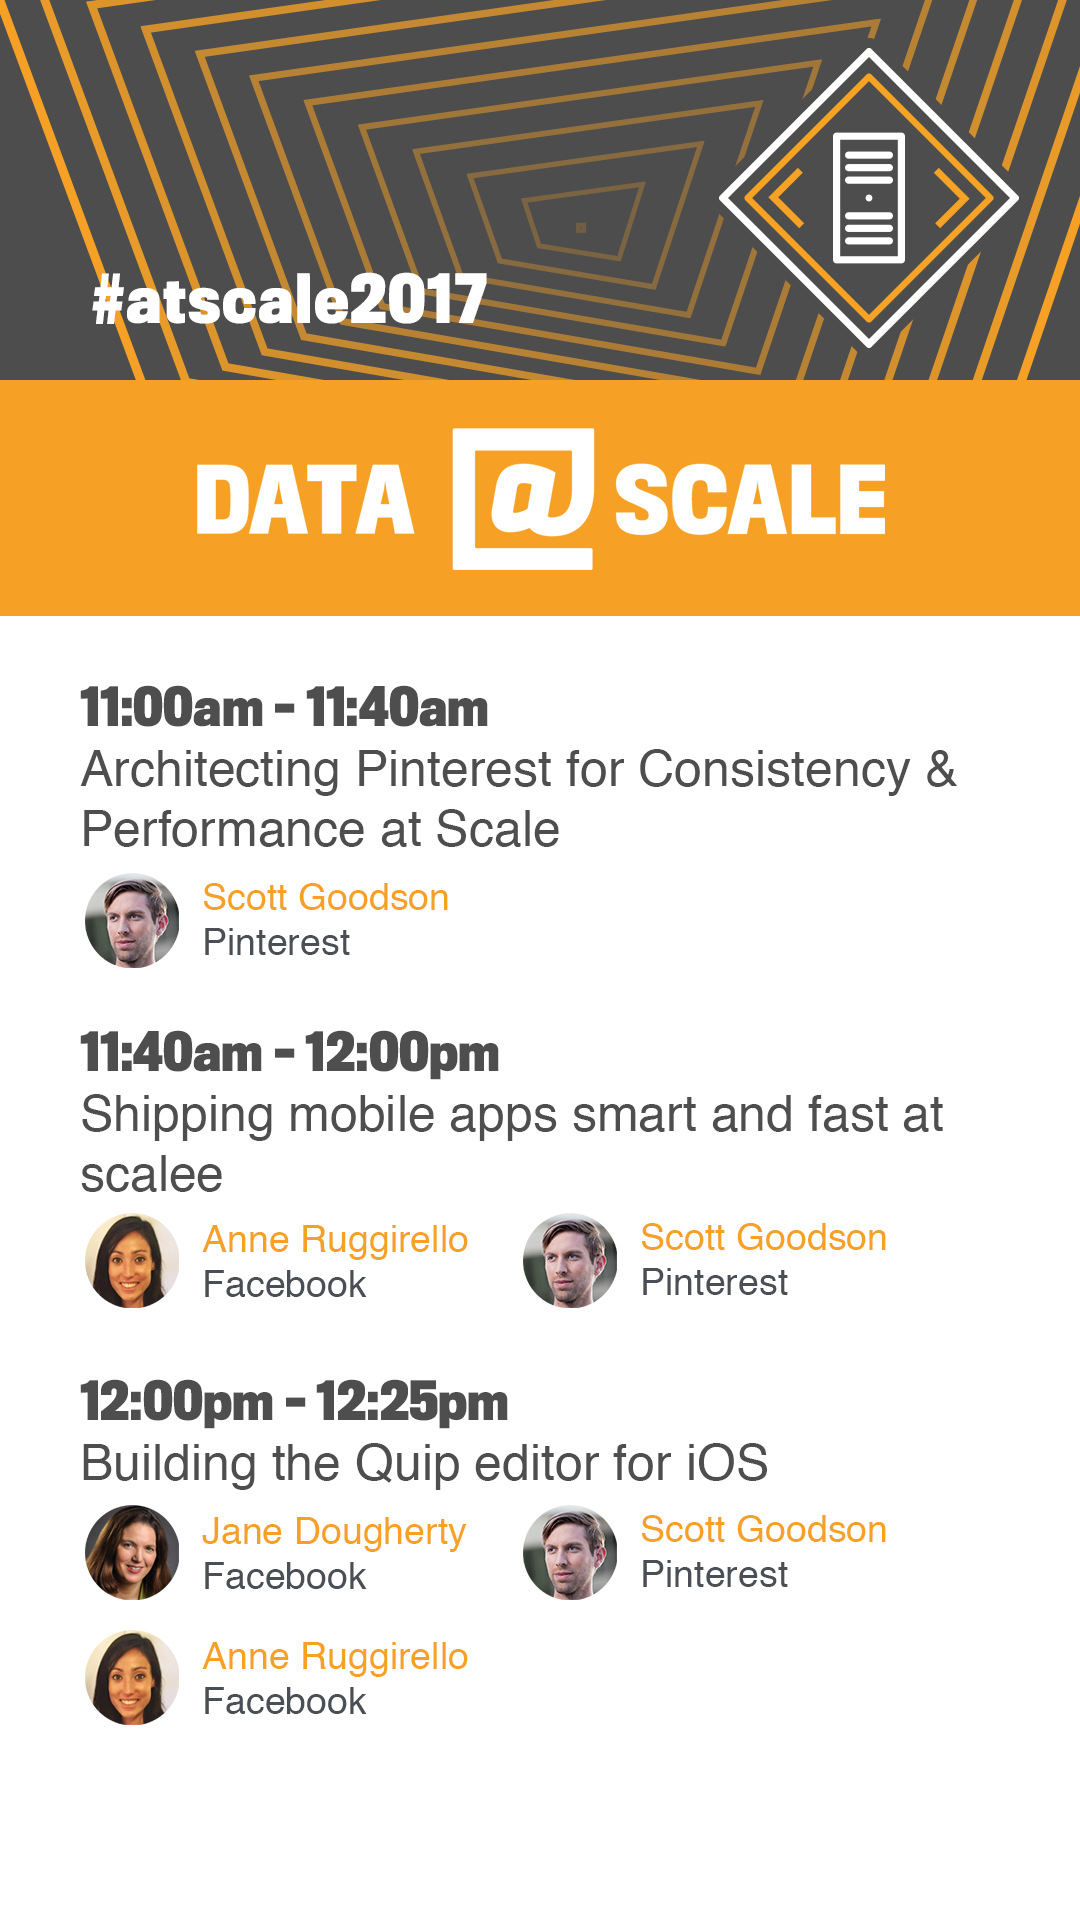 #atscale2017
DATA @ SCALE
11:00am - 11:40am
Architecting Pinterest for Consistency &
Performance at Scale
Scott Goodson
Pinterest
11:40am - 12:00pm
Shipping mobile apps smart and fast at
scalee
Anne Ruggirello
Facebook
Scott Goodson
Pinterest
12:00pm - 12:25pm
Building the Quip editor for iOS
Jane Dougherty
Facebook
Scott Goodson
Pinterest
Anne Ruggirello
Facebook